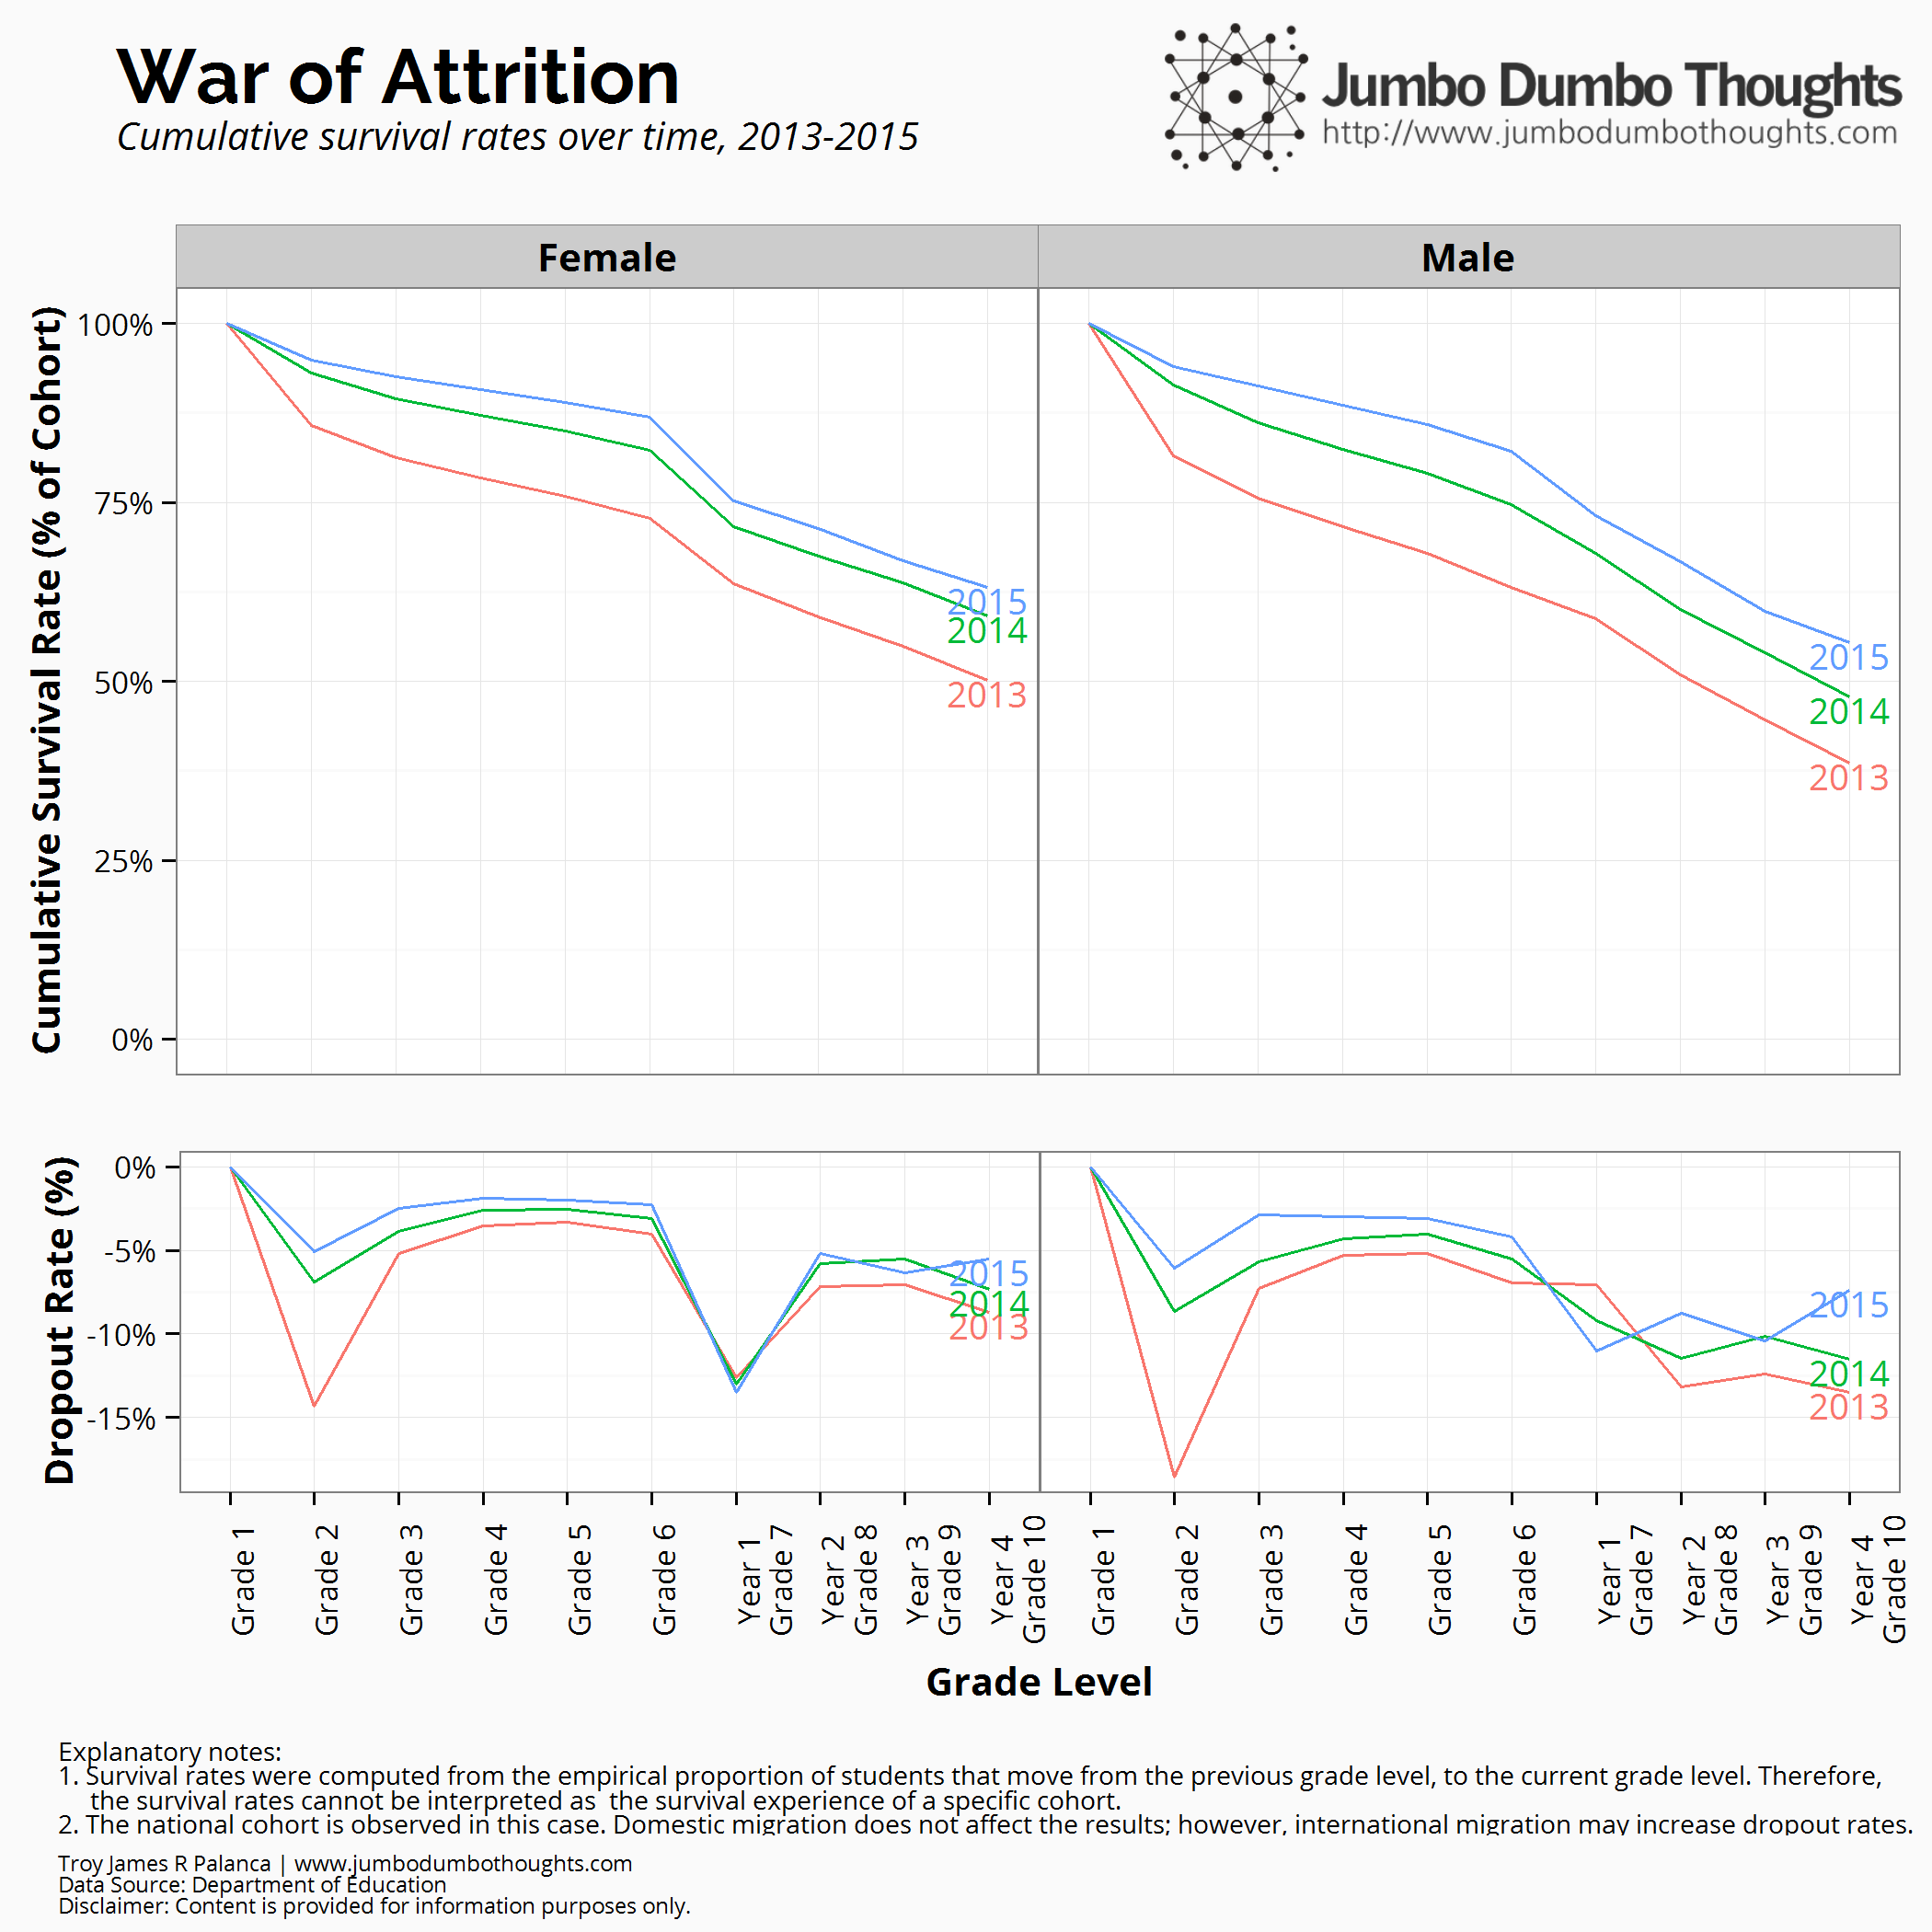 War of Attrition
Cumulative survival rates over time, 2013-2015
Jumbo Dumbo Thoughts
http://www.jumbodumbothoughts.com
Female
Male
Cumulative Survival Rate (% of Cohort)
100%
75%
50%
25%
0%
2015
2014
2013
2015
2014
2013
Dropout Rate (%)
0%
-5%
-10%
-15%
2015
2014
2013
2015
2014
2013
Grade 1
Grade 2
Grade 3
Grade 4
Grade 5
Grade 6
Year 1
Grade 7
Year 2
Grade 8
Year 3
Grade 9
Year 4
Grade 10
Grade 1
Grade 2
Grade 3
Grade 4
Grade 5
Grade 6
Year 1
Grade 7
Year 2
Grade 8
Year 3
Grade 9
Year 4
Grade 10
Grade Level
Explanatory notes:
1. Survival rates were computed from the empirical proportion of students that move from the previous grade level, to the current grade level. Therefore,
the survival rates cannot be interpreted as  the survival experience of a specific cohort.
2. The national cohort is observed in this case. Domestic migration does not affect the results; however, international migration may increase dropout rates.
Troy James R Palanca | www.jumbodumbothoughts.com
Data Source: Department of Education
Disclaimer: Content is provided for information purposes only.